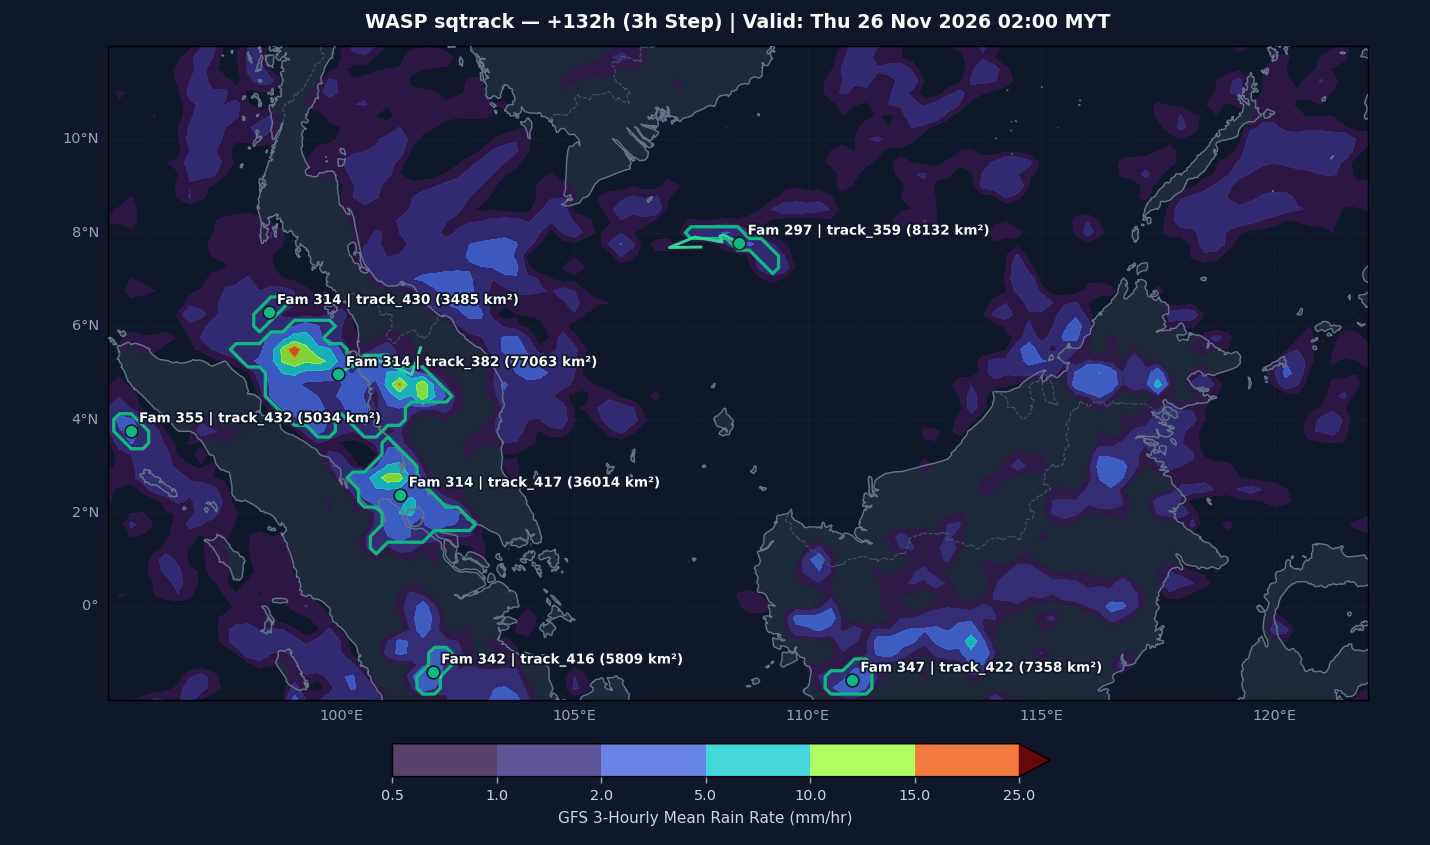 WASP sqtrack — +132h (3h Step) | Valid: Thu 26 Nov 2026 02:00 MYT
10°N
8°N
6°N
4°N
2°N
0°
Fam 297 | track_359 (8132 km²)
Fam 314 | track_430 (3485 km²)
Fam 314 | track_382 (77063 km²)
Fam 355 | track_432 (5034 km²)
Fam 314 | track_417 (36014 km²)
Fam 342 | track_416 (5809 km²)
Fam 347 | track_422 (7358 km²)
100°E 105°E 110°E 115°E 120°E
0.5 1.0 2.0 5.0 10.0 15.0 25.0
GFS 3-Hourly Mean Rain Rate (mm/hr)